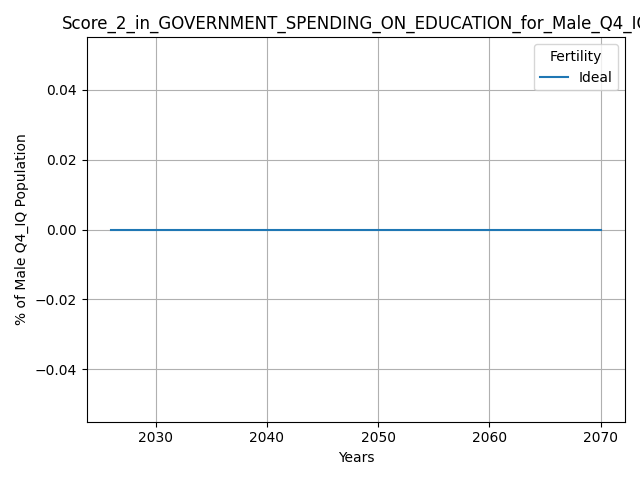 Score_2_in_GOVERNMENT_SPENDING_ON_EDUCATION_for_Male_Q4_IQ
Fertility
Ideal
0.04
0.02
0.00
−0.02
−0.04
% of Male Q4_IQ Population
2030 2040 2050 2060 2070
Years